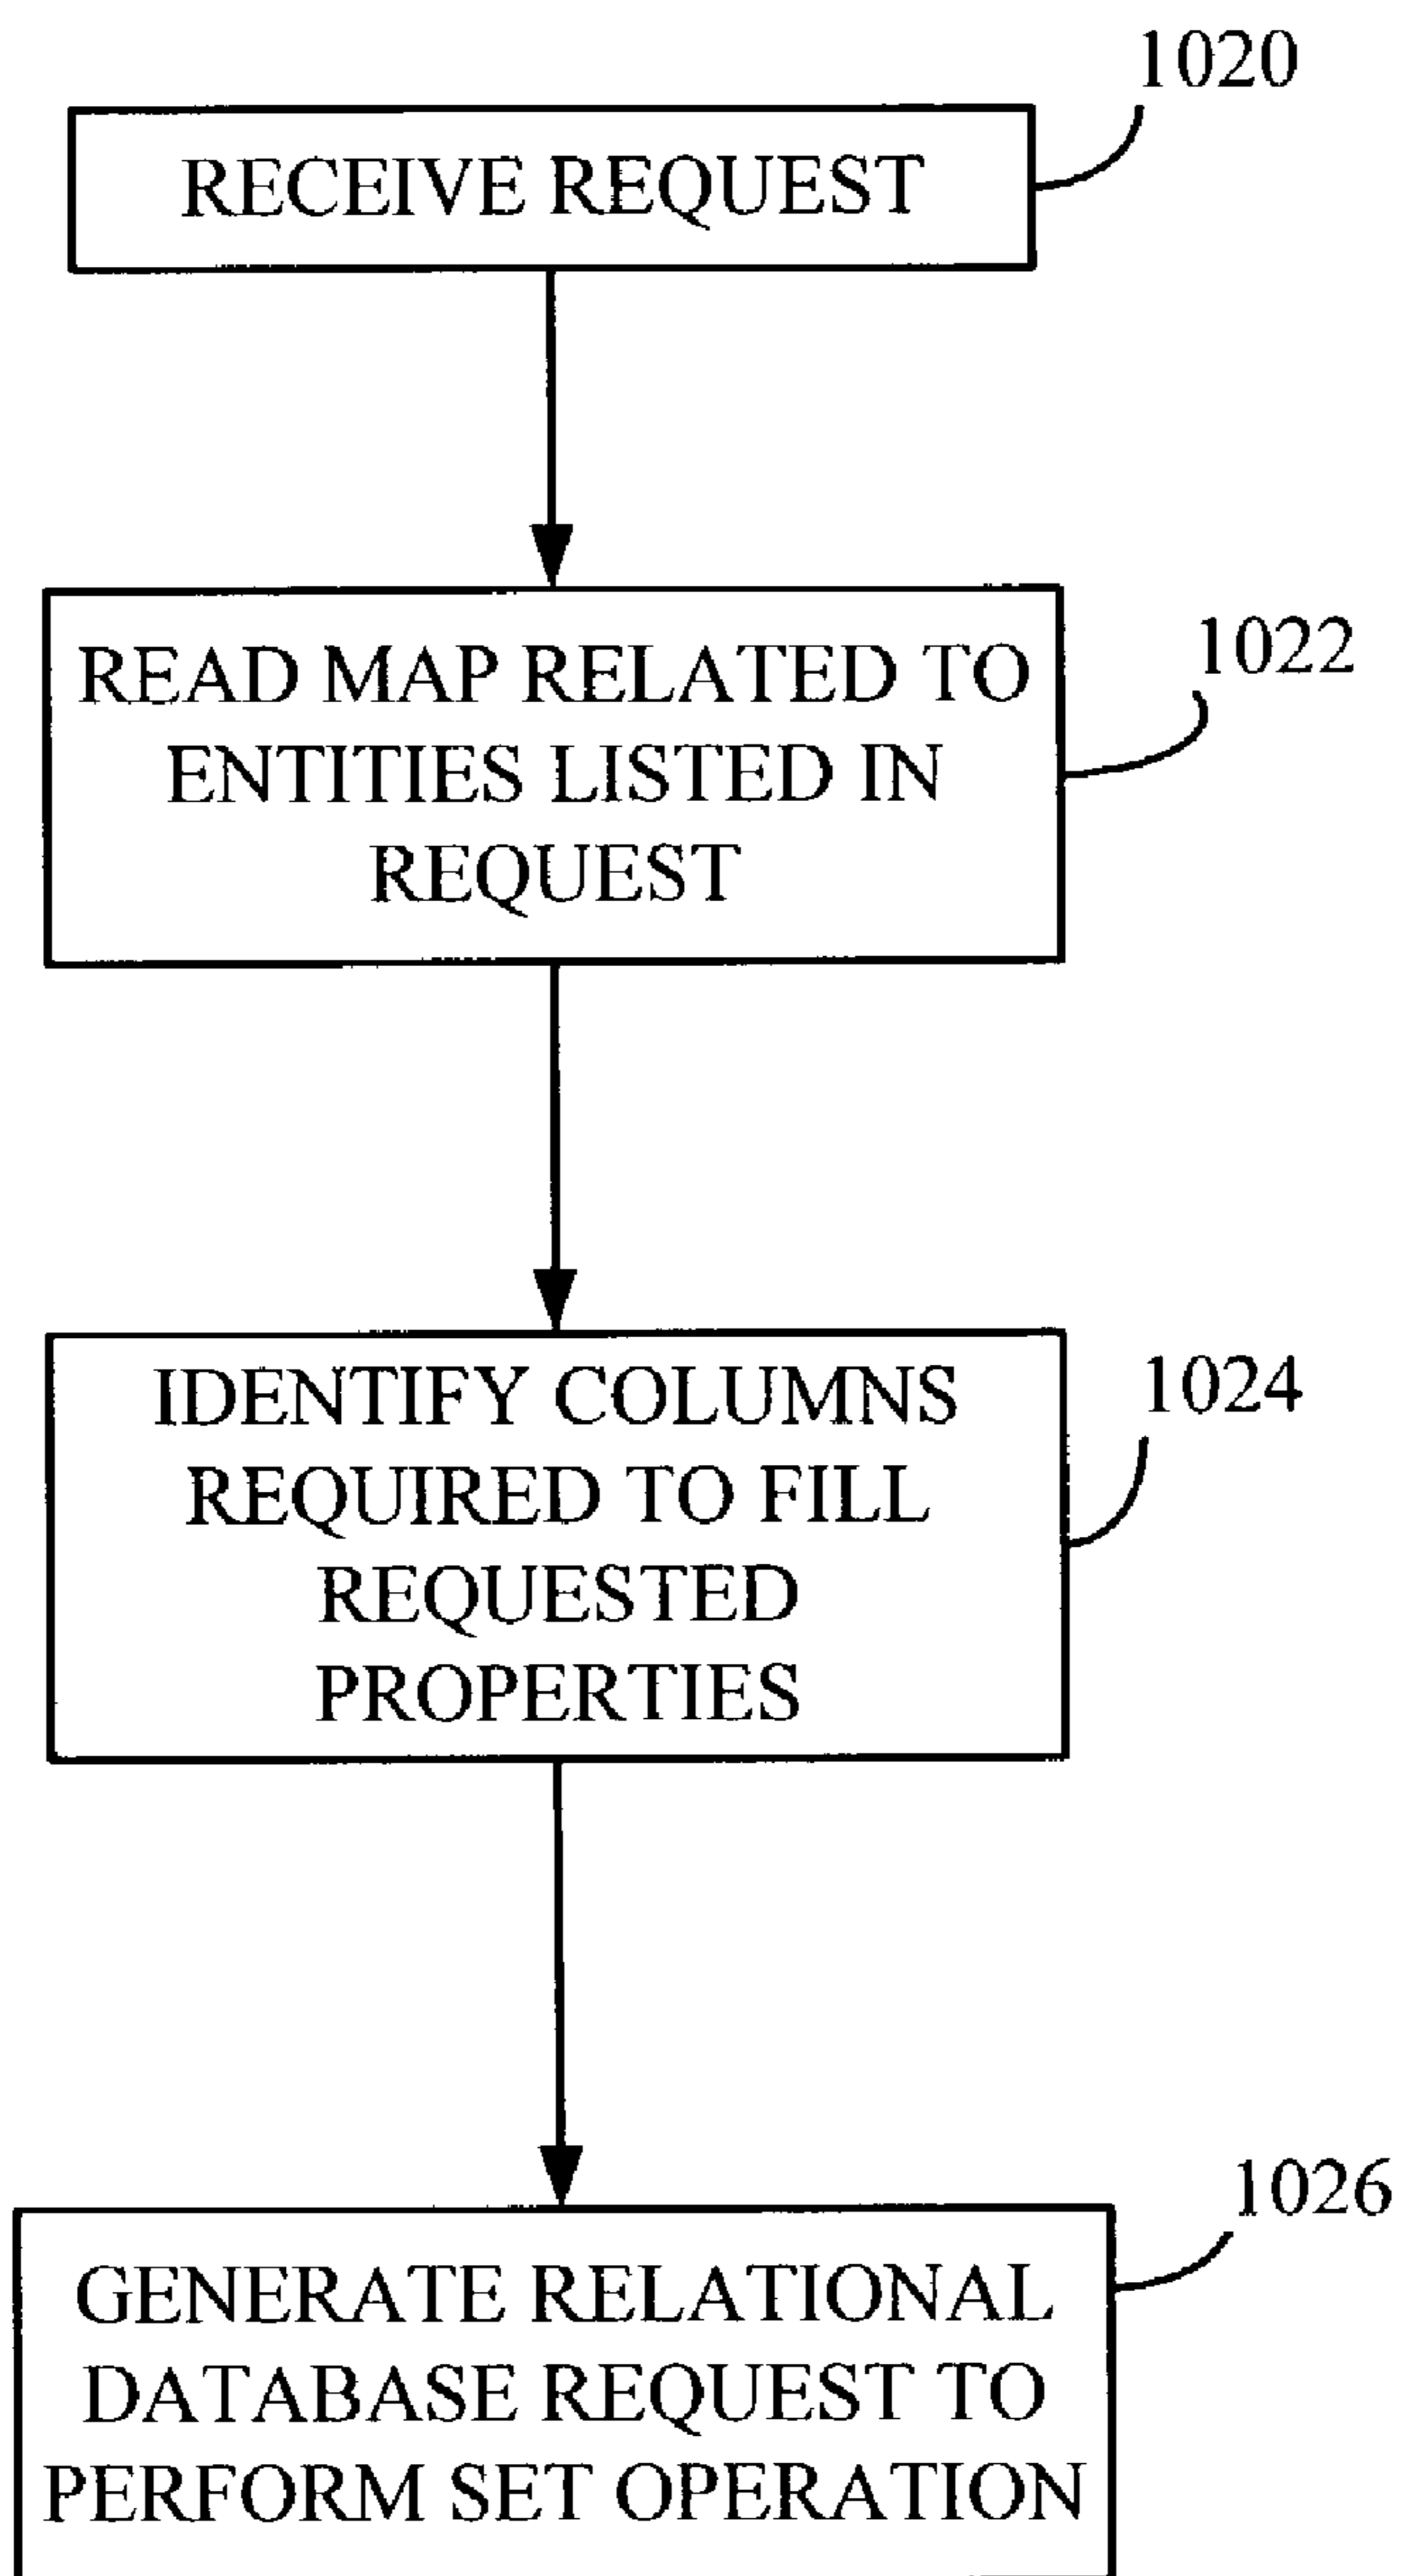 1020
RECEIVE REQUEST
1022
READ MAP RELATED TO
ENTITIES LISTED IN
REQUEST
1024
IDENTIFY COLUMNS
REQUIRED TO FILL
REQUESTED
PROPERTIES
1026
GENERATE RELATIONAL
DATABASE REQUEST TO
PERFORM SET OPERATION